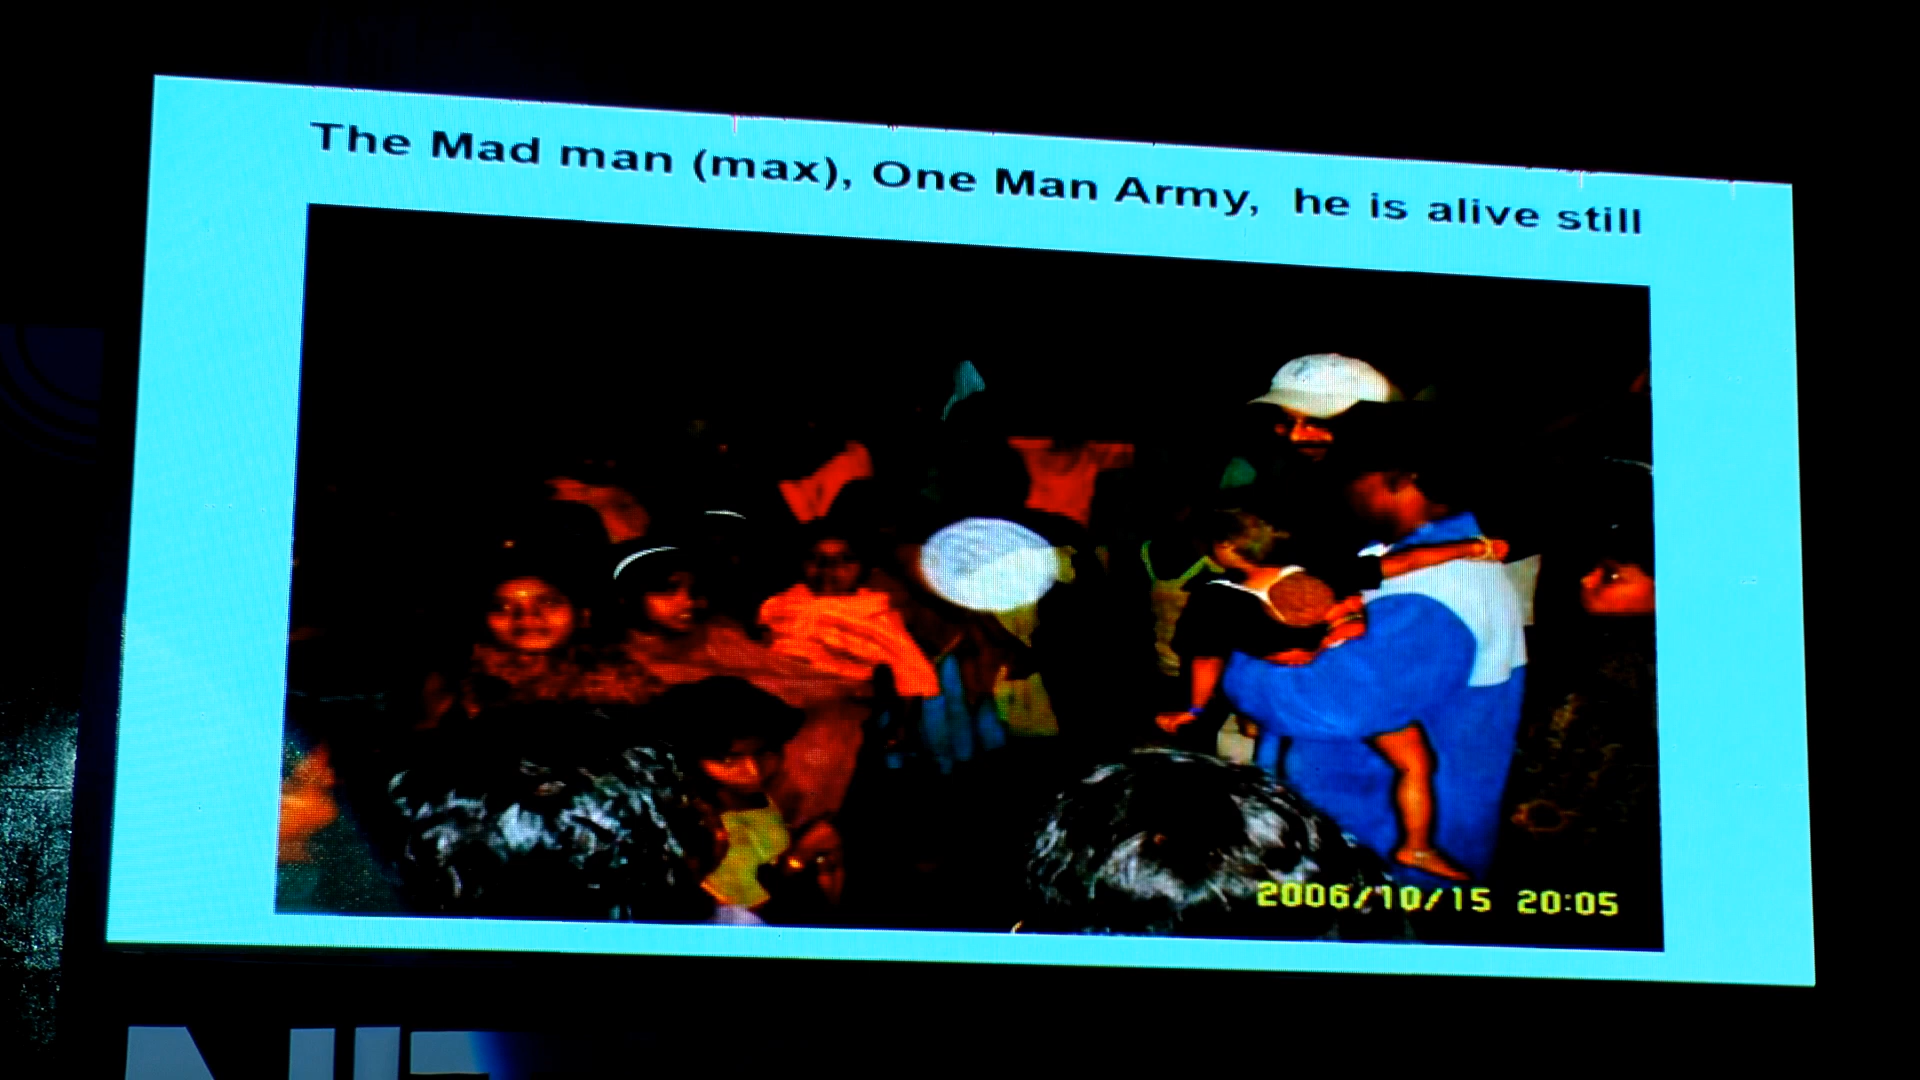 The Mad man (max), One Man Army,  he is alive still
2006/10/15 20:05